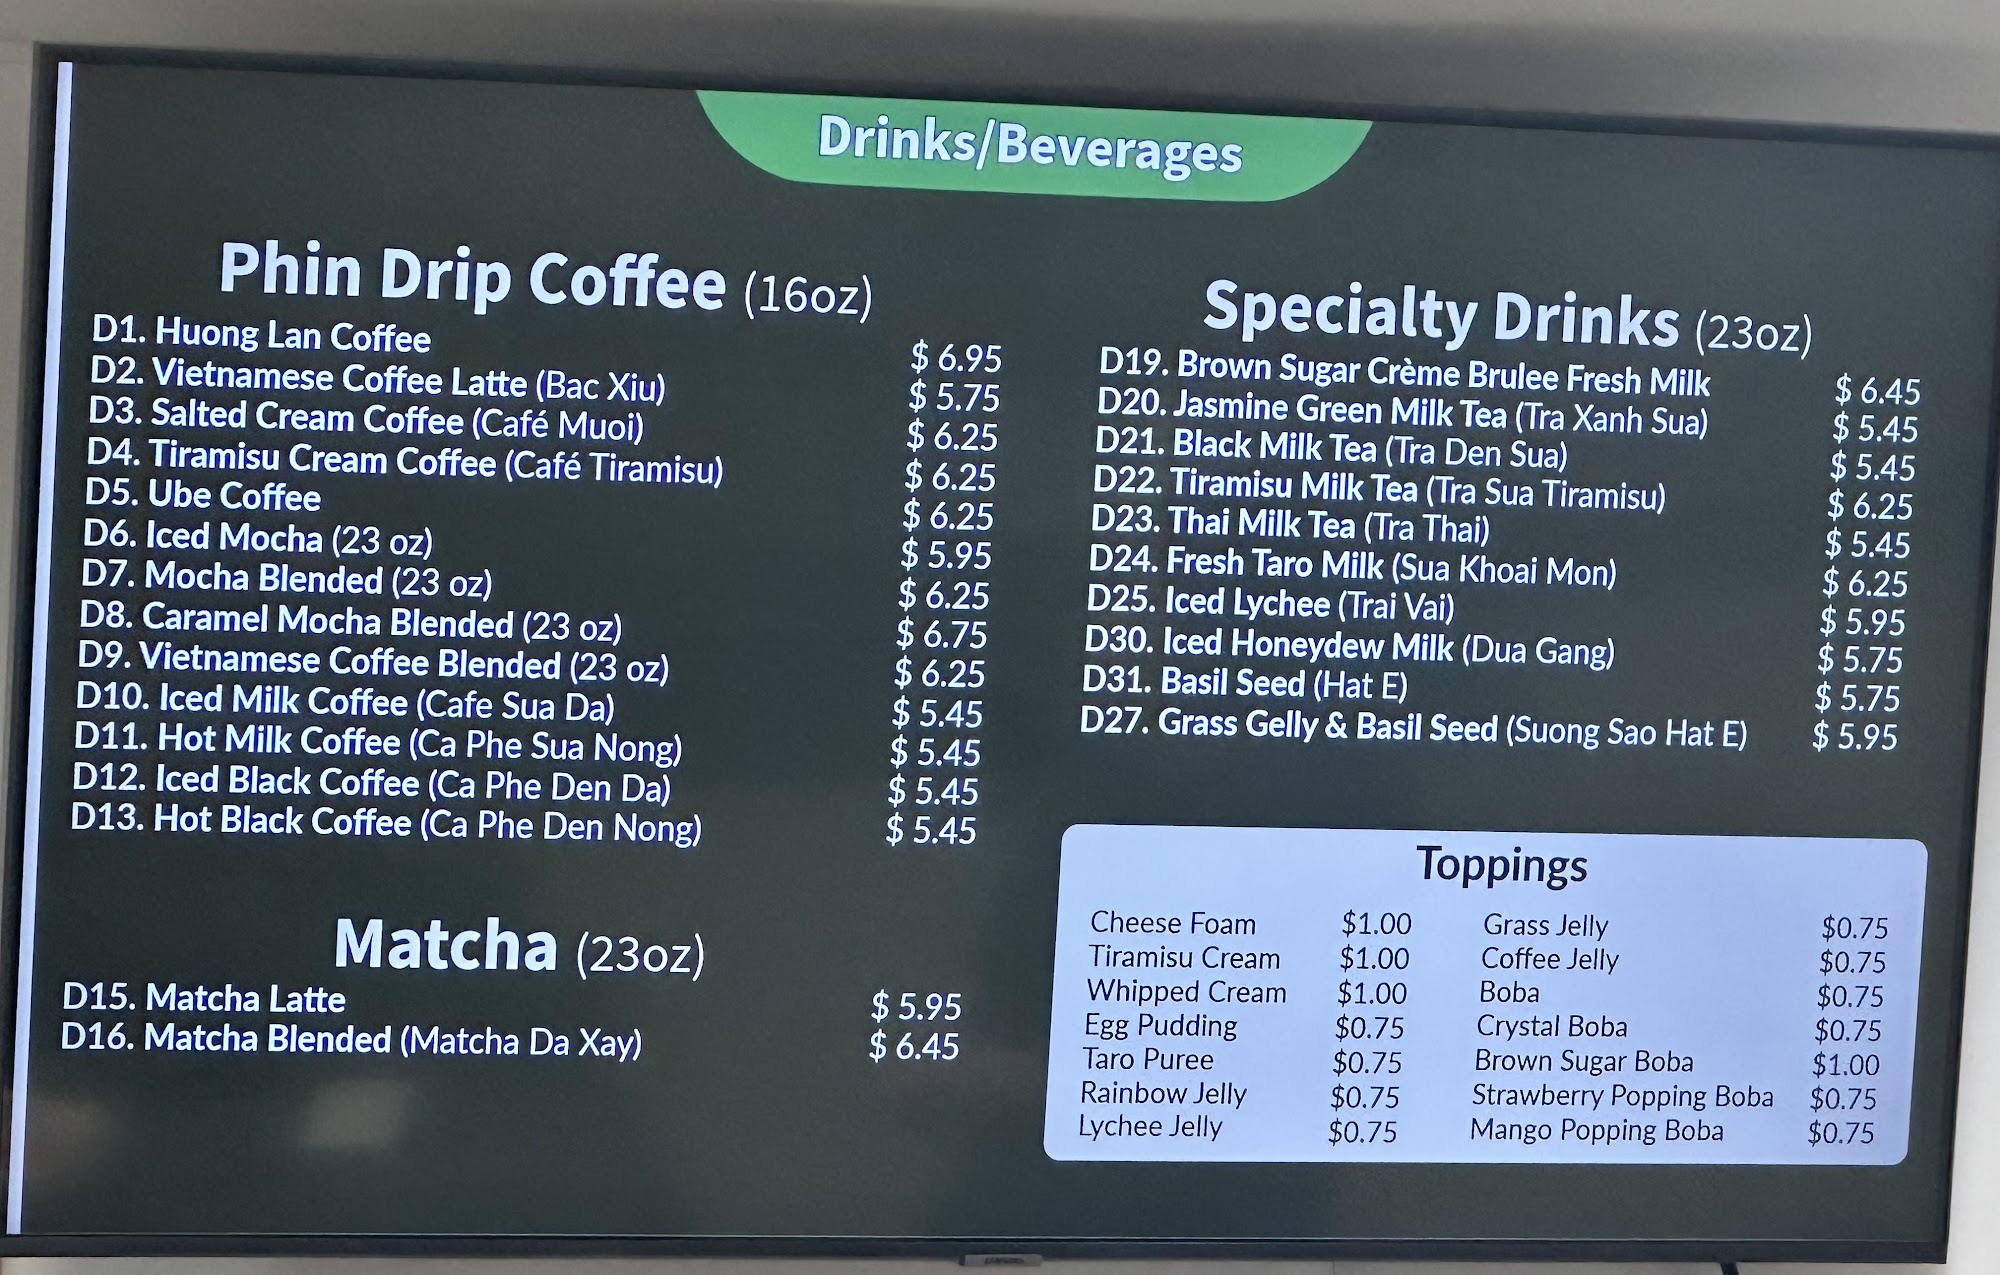 Drinks/Beverages
Phin Drip Coffee (16oz)
D1. Huong Lan Coffee $ 6.95
D2. Vietnamese Coffee Latte (Bac Xiu) $ 5.75
D3. Salted Cream Coffee (Café Muoi) $ 6.25
D4. Tiramisu Cream Coffee (Café Tiramisu) $ 6.25
D5. Ube Coffee $ 6.25
D6. Iced Mocha (23 oz) $ 5.95
D7. Mocha Blended (23 oz) $ 6.25
D8. Caramel Mocha Blended (23 oz) $ 6.75
D9. Vietnamese Coffee Blended (23 oz) $ 6.25
D10. Iced Milk Coffee (Cafe Sua Da) $ 5.45
D11. Hot Milk Coffee (Ca Phe Sua Nong) $ 5.45
D12. Iced Black Coffee (Ca Phe Den Da) $ 5.45
D13. Hot Black Coffee (Ca Phe Den Nong) $ 5.45
Matcha (23oz)
D15. Matcha Latte $ 5.95
D16. Matcha Blended (Matcha Da Xay) $ 6.45
Specialty Drinks (23oz)
D19. Brown Sugar Crème Brulee Fresh Milk $ 6.45
D20. Jasmine Green Milk Tea (Tra Xanh Sua) $ 5.45
D21. Black Milk Tea (Tra Den Sua) $ 5.45
D22. Tiramisu Milk Tea (Tra Sua Tiramisu) $ 6.25
D23. Thai Milk Tea (Tra Thai) $ 5.45
D24. Fresh Taro Milk (Sua Khoai Mon) $ 6.25
D25. Iced Lychee (Trai Vai) $ 5.95
D30. Iced Honeydew Milk (Dua Gang) $ 5.75
D31. Basil Seed (Hat E) $ 5.75
D27. Grass Gelly & Basil Seed (Suong Sao Hat E) $ 5.95
Toppings
Cheese Foam $1.00 Grass Jelly $0.75
Tiramisu Cream $1.00 Coffee Jelly $0.75
Whipped Cream $1.00 Boba $0.75
Egg Pudding $0.75 Crystal Boba $0.75
Taro Puree $0.75 Brown Sugar Boba $1.00
Rainbow Jelly $0.75 Strawberry Popping Boba $0.75
Lychee Jelly $0.75 Mango Popping Boba $0.75